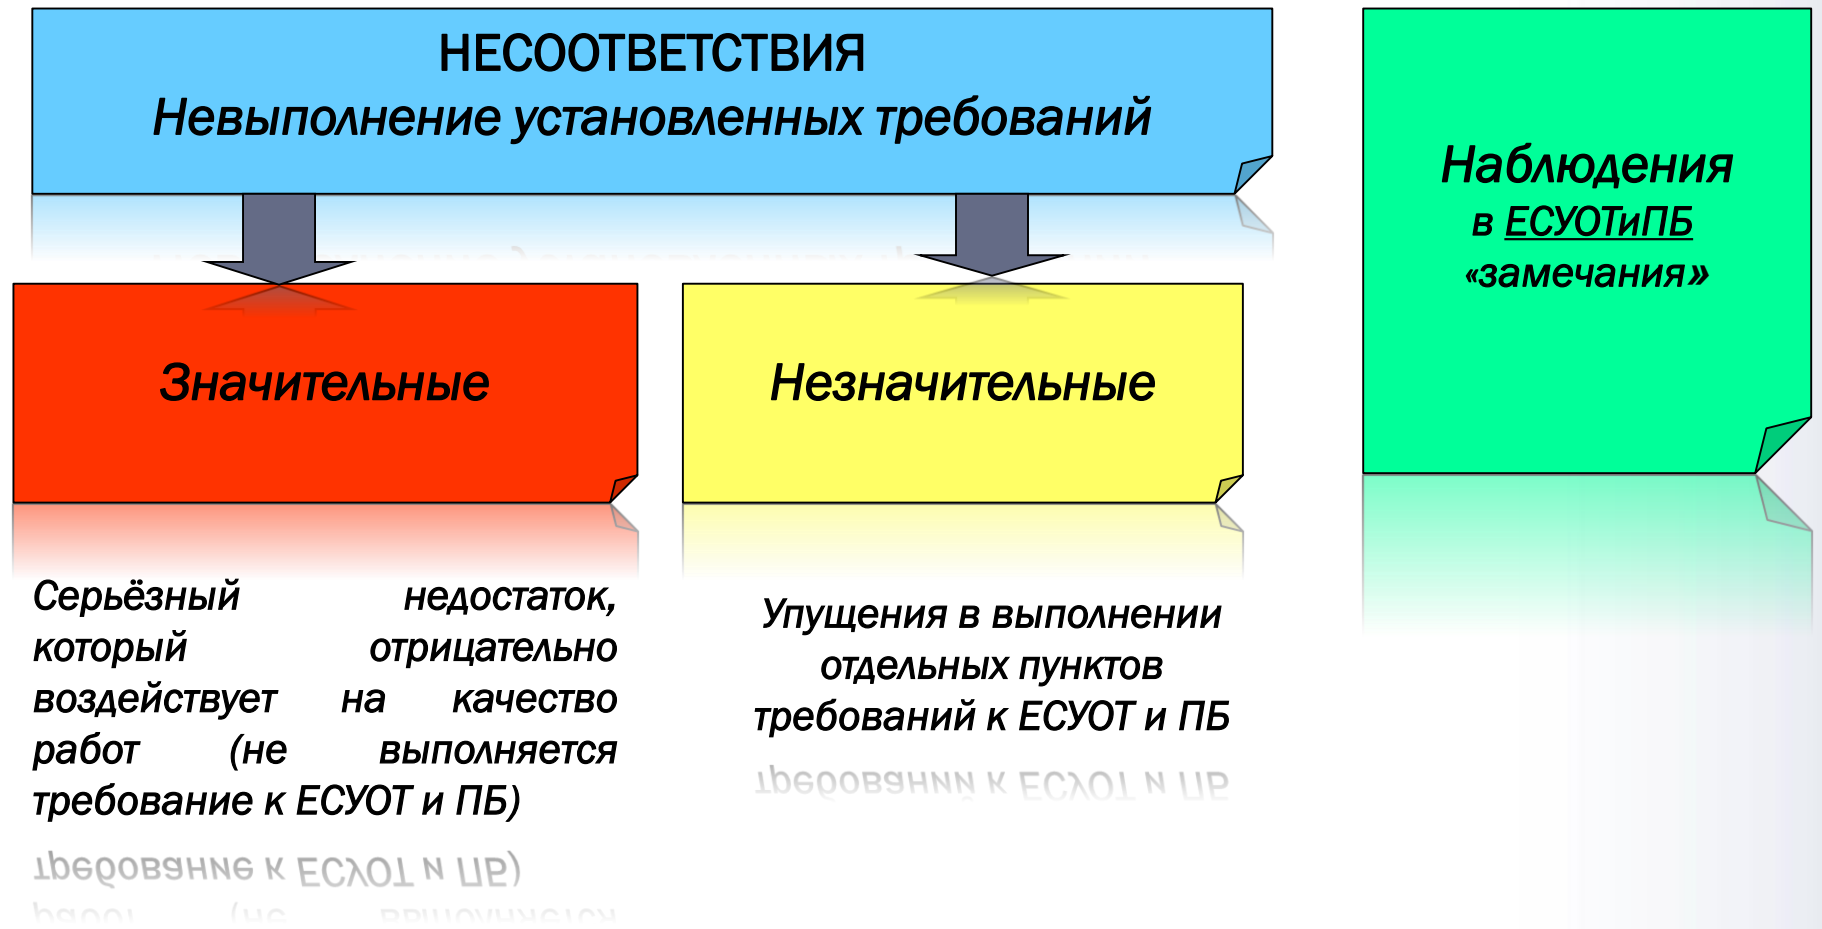 НЕСООТВЕТСТВИЯ
Невыполнение установленных требований
Наблюдения
в ЕСУОТиПБ
«замечания»
Значительные
Незначительные
Серьёзный недостаток,
который отрицательно
воздействует на качество
работ (не выполняется
требование к ЕСУОТ и ПБ)
Упущения в выполнении
отдельных пунктов
требований к ЕСУОТ и ПБ